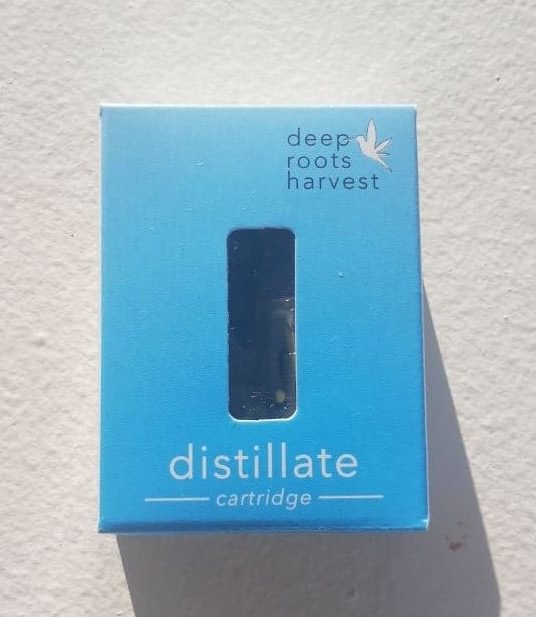 deep
roots
harvest
distillate
cartridge